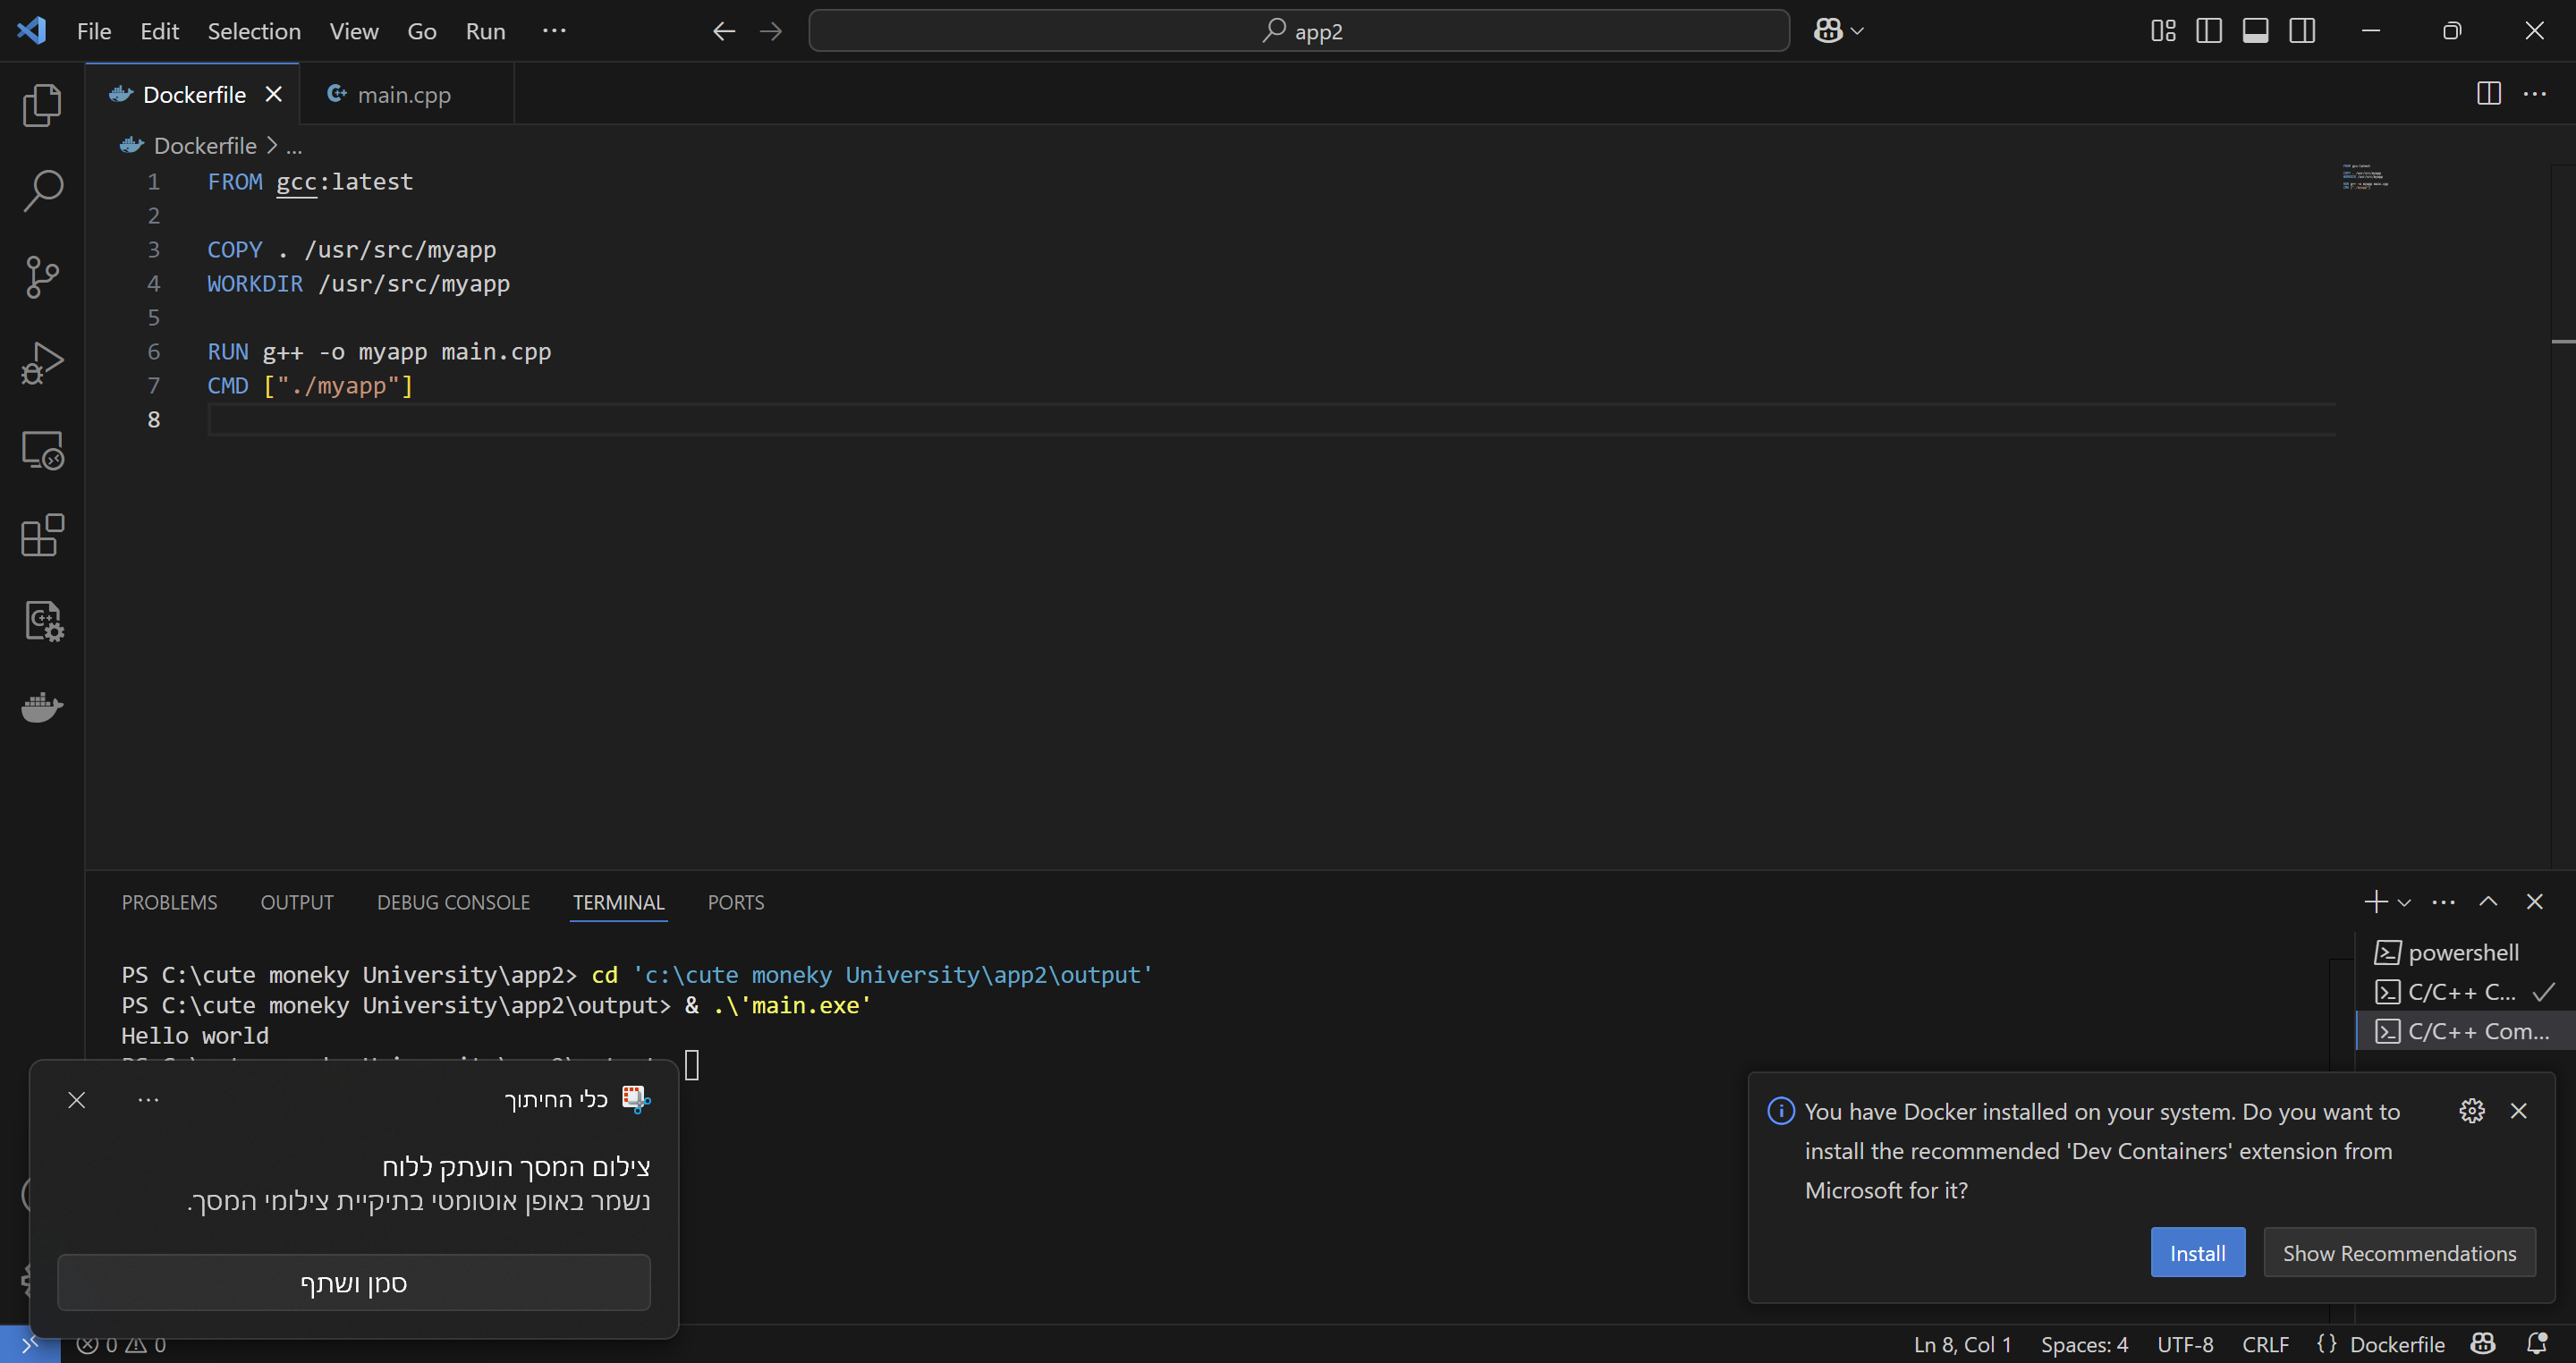 File Edit Selection View Go Run ···
app2
Dockerfile
main.cpp
Dockerfile > ...
1 FROM gcc:latest
2
3 COPY . /usr/src/myapp
4 WORKDIR /usr/src/myapp
5
6 RUN g++ -o myapp main.cpp
7 CMD ["./myapp"]
8
PROBLEMS OUTPUT DEBUG CONSOLE TERMINAL PORTS
PS C:\cute moneky University\app2> cd 'c:\cute moneky University\app2\output'
PS C:\cute moneky University\app2\output> & .\'main.exe'
Hello world
powershell
C/C++ C...
C/C++ Com...
כלי החיתוך
צילום המסך הועתק ללוח
נשמר באופן אוטומטי בתיקיית צילומי המסך.
סמן ושתף
You have Docker installed on your system. Do you want to
install the recommended 'Dev Containers' extension from
Microsoft for it?
Install
Show Recommendations
0 0
Ln 8, Col 1 Spaces: 4 UTF-8 CRLF {} Dockerfile